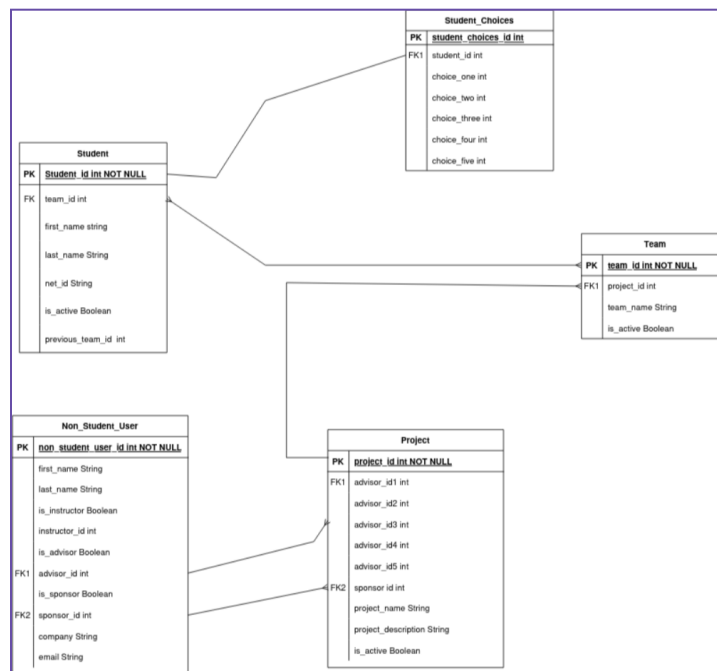 Student_Choices
PK student_choices_id int
FK1 student_id int
choice_one int
choice_two int
choice_three int
choice_four int
choice_five int
Student
PK Student_id int NOT NULL
FK team_id int
first_name string
last_name String
net_id String
is_active Boolean
previous_team_id int
Team
PK team_id int NOT NULL
FK1 project_id int
team_name String
is_active Boolean
Non_Student_User
PK non_student_user_id int NOT NULL
first_name String
last_name String
is_instructor Boolean
instructor_id int
is_advisor Boolean
FK1 advisor_id int
is_sponsor Boolean
FK2 sponsor_id int
company String
email String
Project
PK project_id int NOT NULL
FK1 advisor_id1 int
advisor_id2 int
advisor_id3 int
advisor_id4 int
advisor_id5 int
FK2 sponsor id int
project_name String
project_description String
is_active Boolean